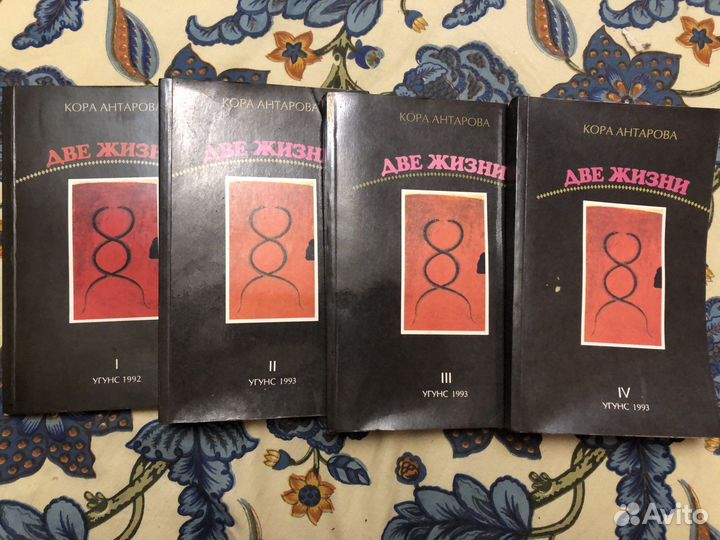 КОРА АНТАРОВА
ДВЕ ЖИЗНИ
I
УГУНС 1992
КОРА АНТАРОВА
ДВЕ ЖИЗНИ
II
УГУНС 1993
КОРА АНТАРОВА
ДВЕ ЖИЗНИ
III
УГУНС 1993
КОРА АНТАРОВА
ДВЕ ЖИЗНИ
IV
УГУНС 1993
Avito